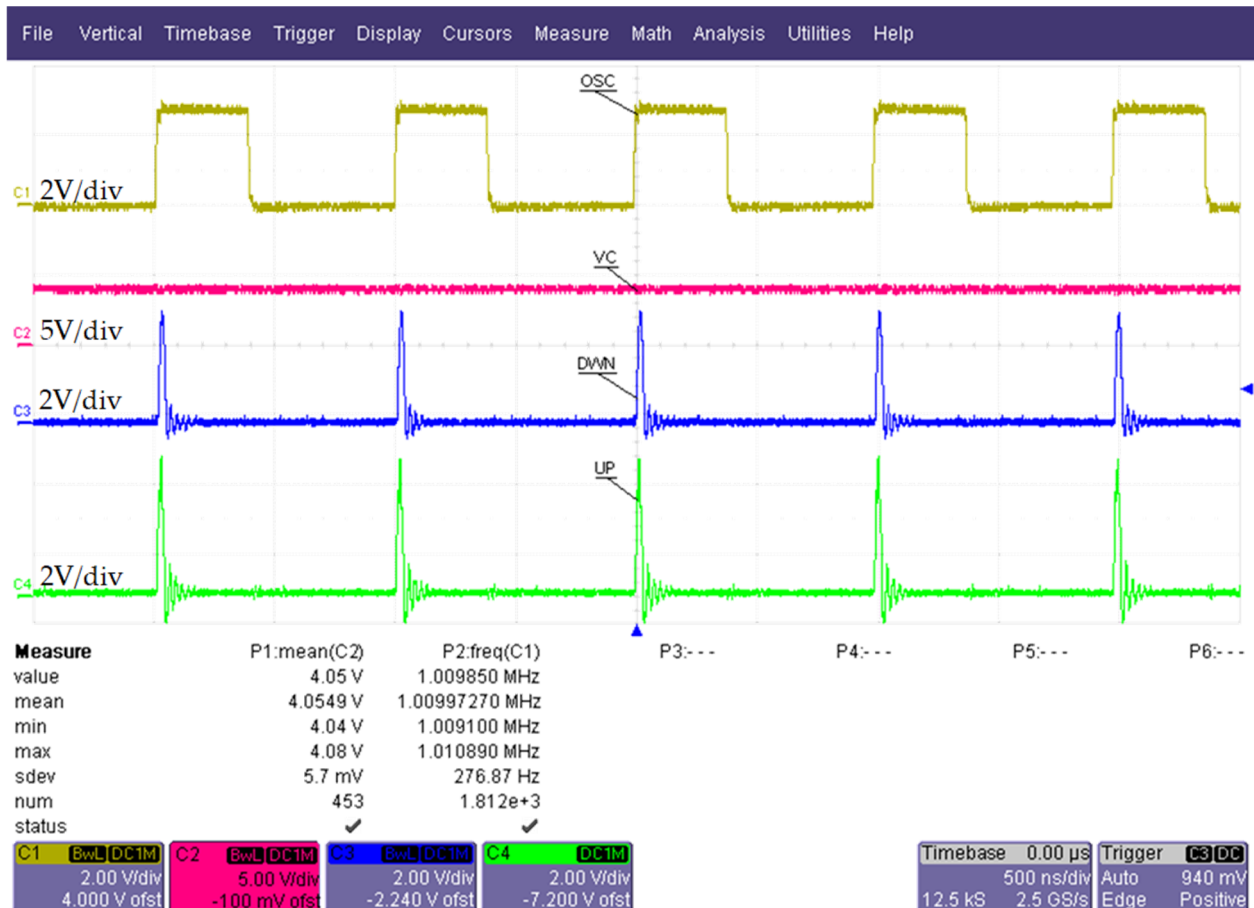 File Vertical Timebase Trigger Display Cursors Measure Math Analysis Utilities Help
OSC
C1 2V/div
VC
C2 5V/div
DWN
C3 2V/div
UP
C4 2V/div
Measure P1:mean(C2) P2:freq(C1) P3:- - - P4:- - - P5:- - - P6:- - -
value 4.05 V 1.009850 MHz
mean 4.0549 V 1.00997270 MHz
min 4.04 V 1.009100 MHz
max 4.08 V 1.010890 MHz
sdev 5.7 mV 276.87 Hz
num 453 1.812e+3
status
C1 BwL DC1M C2 BwL DC1M C3 BwL DC1M C4 DC1M Timebase 0.00 µs Trigger C3 DC
2.00 V/div 5.00 V/div 2.00 V/div 2.00 V/div 500 ns/div Auto 940 mV
4.000 V ofst -100 mV ofst -2.240 V ofst -7.200 V ofst 12.5 kS 2.5 GS/s Edge Positive